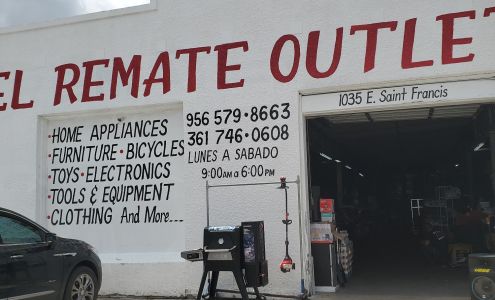 EL REMATE OUTLET
1035 E. Saint Francis
956 579•8663
361 746•0608
LUNES A SABADO
9:00am a 6:00PM
•HOME APPLIANCES
•FURNITURE•BICYCLES
•TOYS•ELECTRONICS
•TOOLS & EQUIPMENT
•CLOTHING And More....